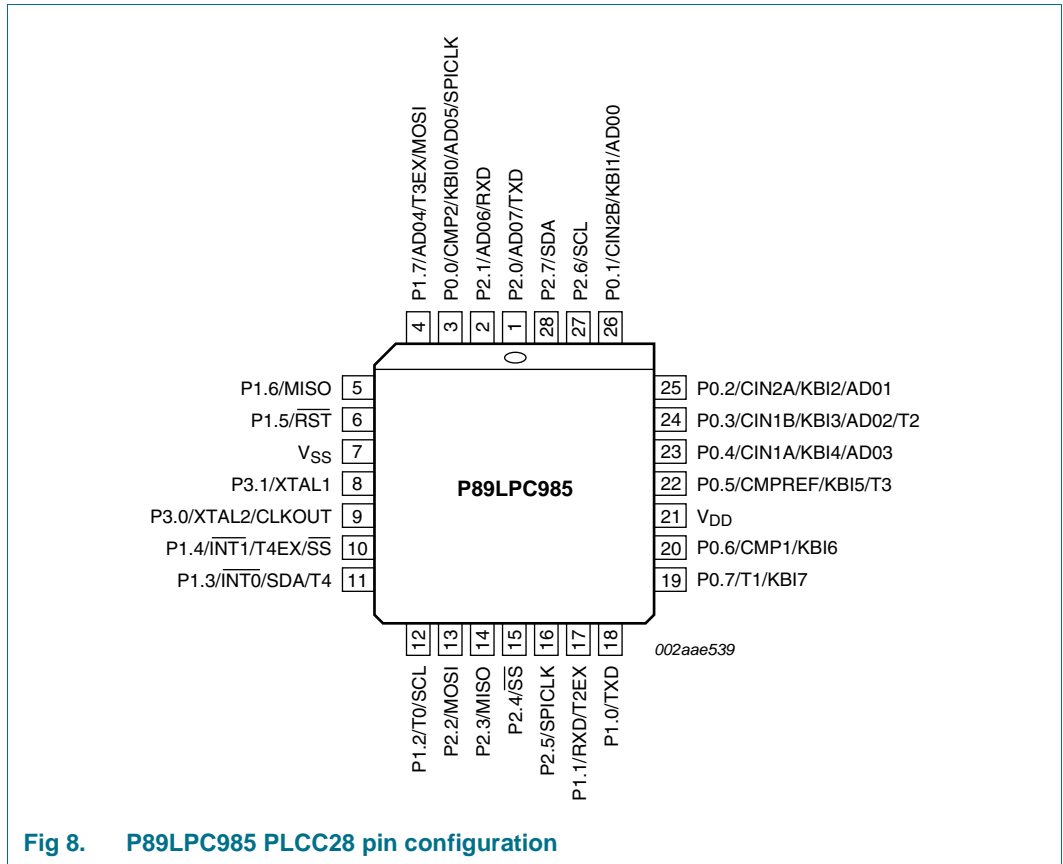 P1.7/AD04/T3EX/MOSI
P0.0/CMP2/KBI0/AD05/SPICLK
P2.1/AD06/RXD
P2.0/AD07/TXD
P2.7/SDA
P2.6/SCL
P0.1/CIN2B/KBI1/AD00
4
3
2
1
28
27
26
P1.6/MISO 5
P1.5/R̅S̅T̅ 6
VSS 7
P3.1/XTAL1 8
P3.0/XTAL2/CLKOUT 9
P1.4/I̅N̅T̅1̅/T4EX/S̅S̅ 10
P1.3/I̅N̅T̅0̅/SDA/T4 11
P89LPC985
25 P0.2/CIN2A/KBI2/AD01
24 P0.3/CIN1B/KBI3/AD02/T2
23 P0.4/CIN1A/KBI4/AD03
22 P0.5/CMPREF/KBI5/T3
21 VDD
20 P0.6/CMP1/KBI6
19 P0.7/T1/KBI7
12
13
14
15
16
17
18
P1.2/T0/SCL
P2.2/MOSI
P2.3/MISO
P2.4/S̅S̅
P2.5/SPICLK
P1.1/RXD/T2EX
P1.0/TXD
002aae539
Fig 8. P89LPC985 PLCC28 pin configuration